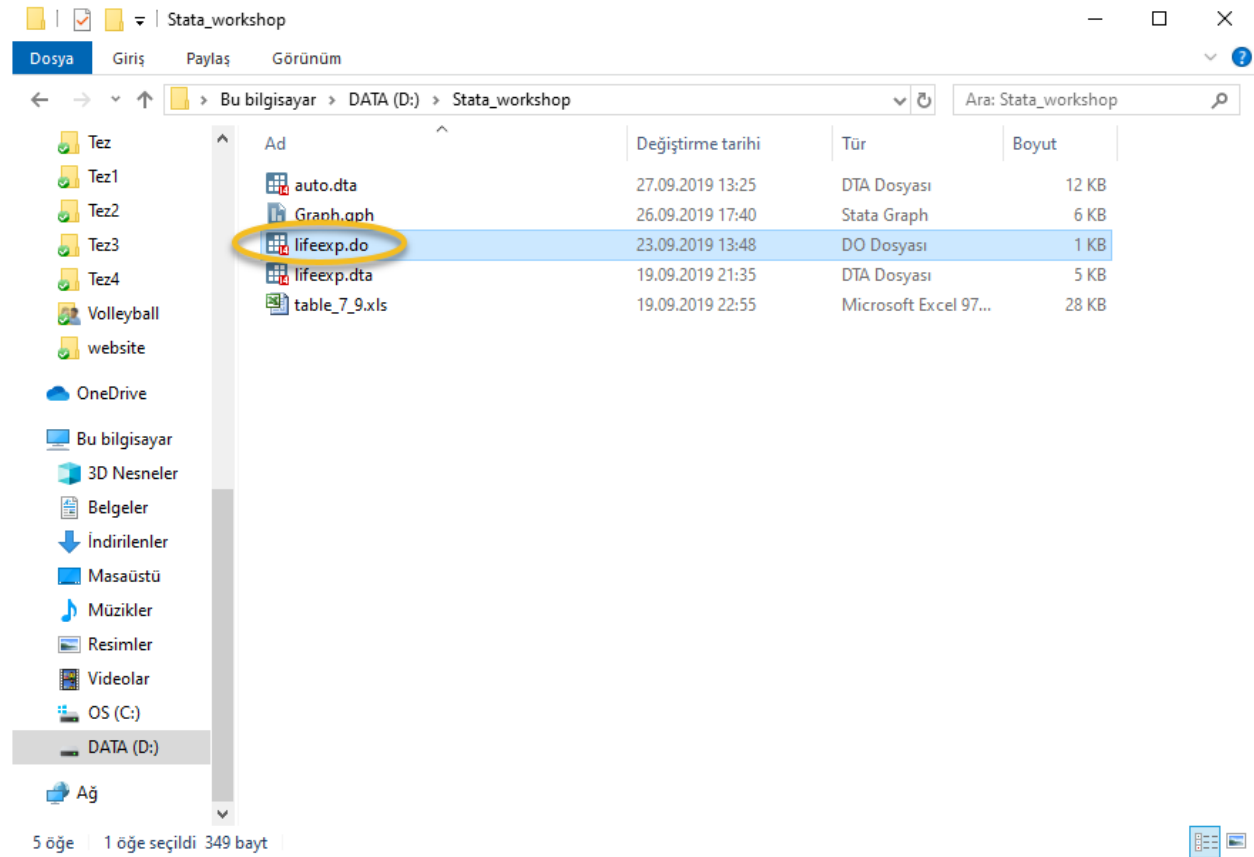 Stata_workshop
Dosya Giriş Paylaş Görünüm
Bu bilgisayar > DATA (D:) > Stata_workshop Ara: Stata_workshop
Ad Değiştirme tarihi Tür Boyut
auto.dta 27.09.2019 13:25 DTA Dosyası 12 KB
Graph.gph 26.09.2019 17:40 Stata Graph 6 KB
lifeexp.do 23.09.2019 13:48 DO Dosyası 1 KB
lifeexp.dta 19.09.2019 21:35 DTA Dosyası 5 KB
table_7_9.xls 19.09.2019 22:55 Microsoft Excel 97... 28 KB
Tez
Tez1
Tez2
Tez3
Tez4
Volleyball
website
OneDrive
Bu bilgisayar
3D Nesneler
Belgeler
İndirilenler
Masaüstü
Müzikler
Resimler
Videolar
OS (C:)
DATA (D:)
Ağ
5 öğe 1 öğe seçildi 349 bayt